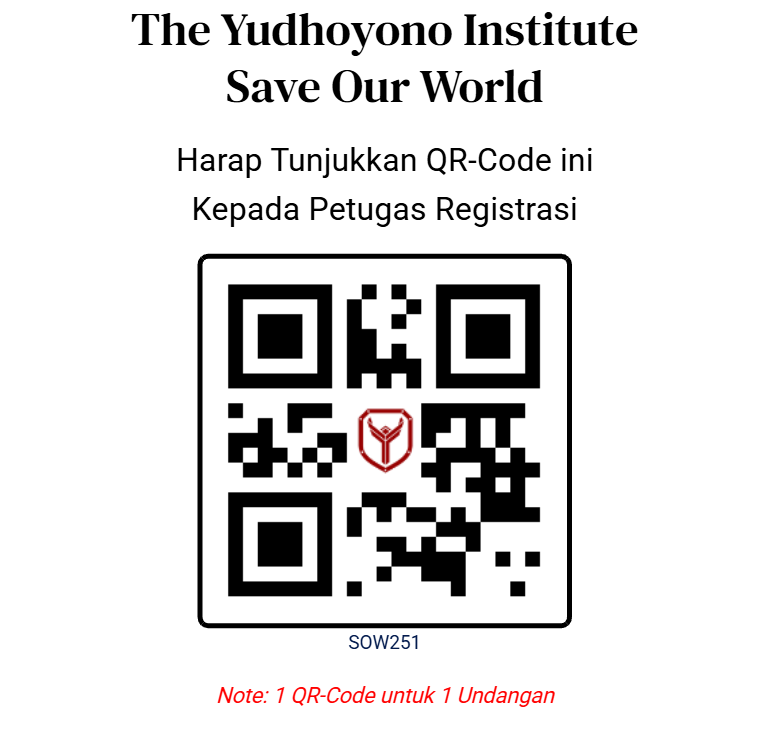 The Yudhoyono Institute
Save Our World
Harap Tunjukkan QR-Code ini
Kepada Petugas Registrasi
SOW251
Note: 1 QR-Code untuk 1 Undangan